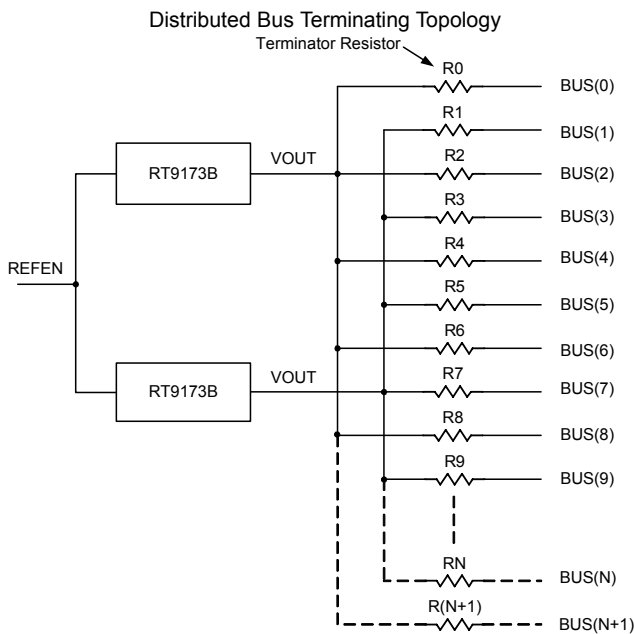 Distributed Bus Terminating Topology
Terminator Resistor
R0
BUS(0)
R1
BUS(1)
RT9173B
VOUT
R2
BUS(2)
R3
BUS(3)
REFEN
R4
BUS(4)
R5
BUS(5)
R6
BUS(6)
RT9173B
VOUT
R7
BUS(7)
R8
BUS(8)
R9
BUS(9)
RN
BUS(N)
R(N+1)
BUS(N+1)